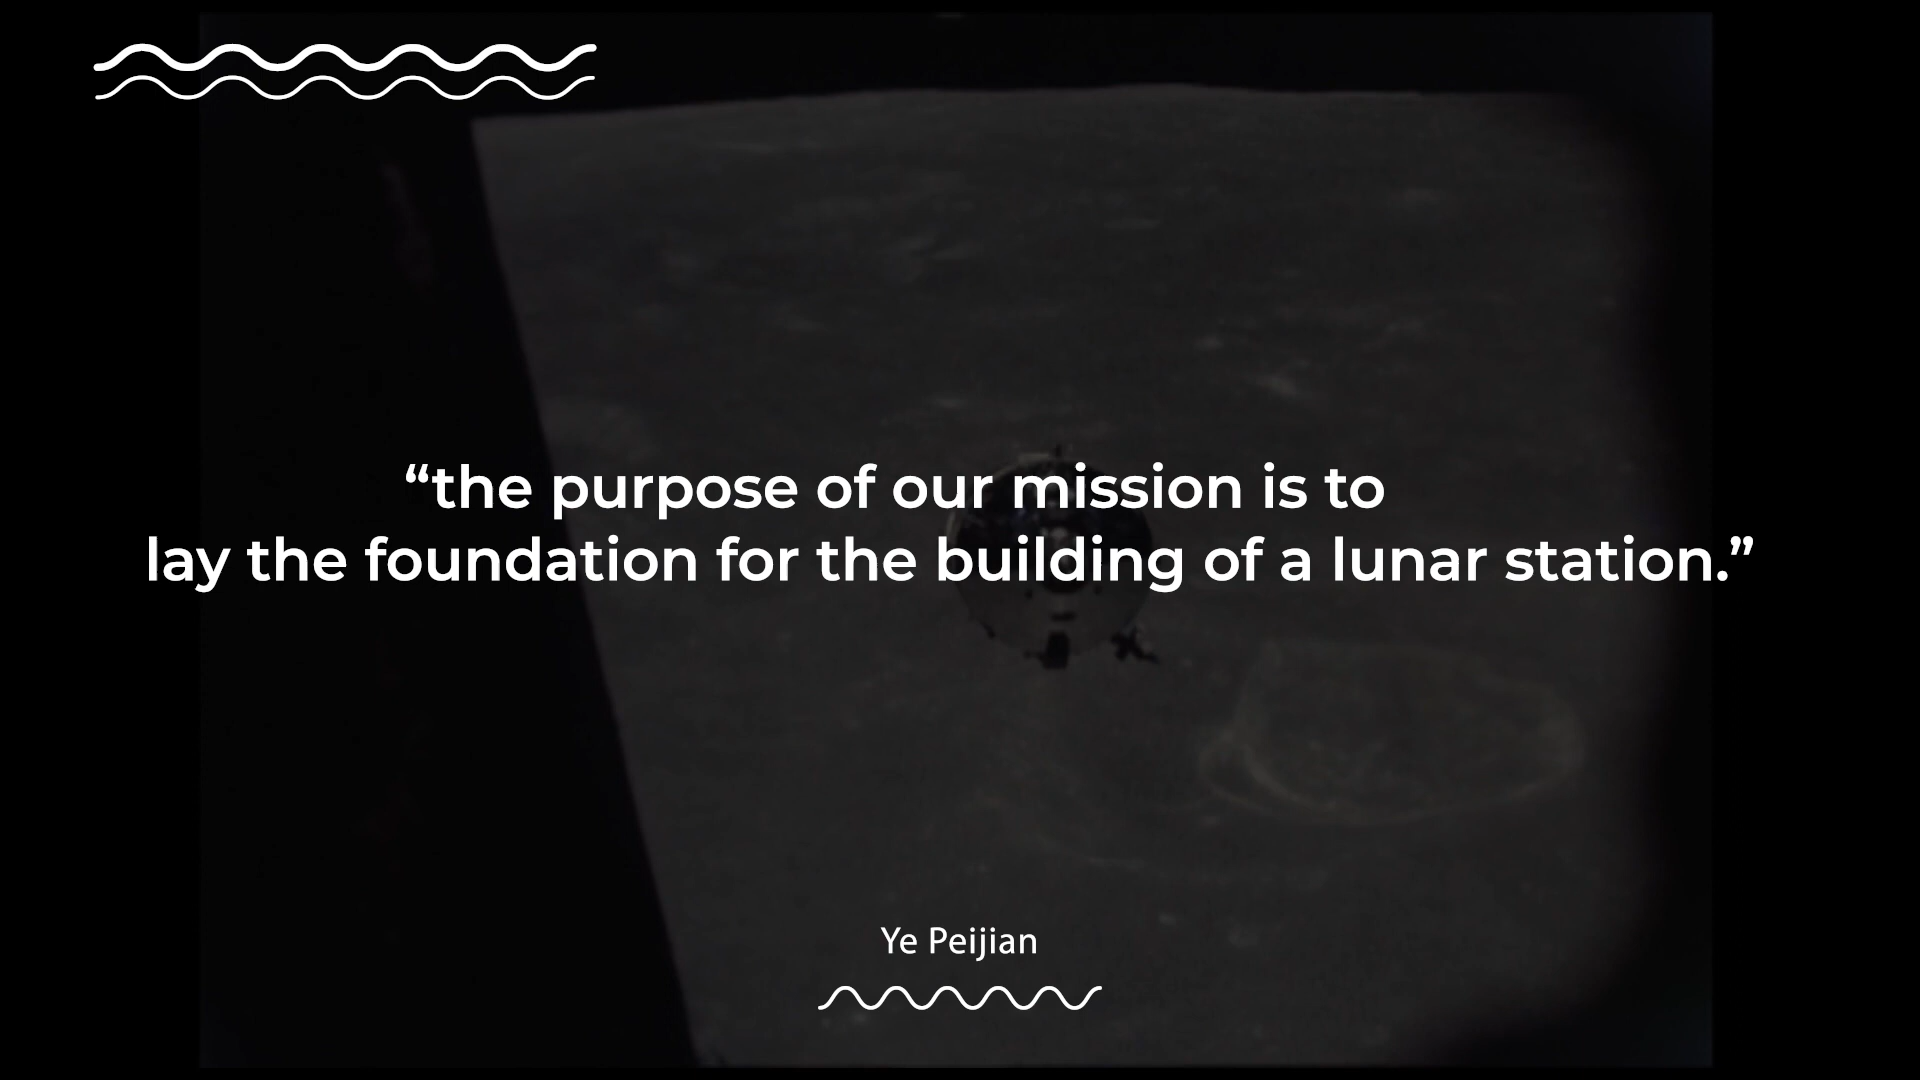 “the purpose of our mission is to
lay the foundation for the building of a lunar station.”
Ye Peijian